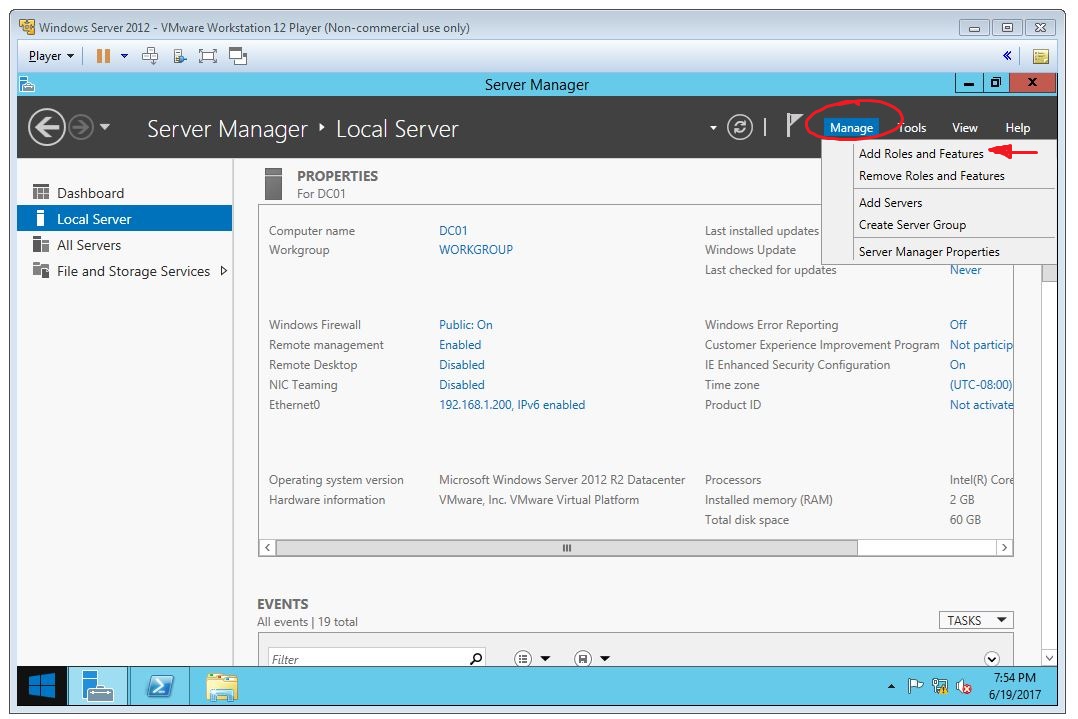 Windows Server 2012 - VMware Workstation 12 Player (Non-commercial use only)
Player
Server Manager
Server Manager Local Server
Manage Tools View Help
Add Roles and Features
Remove Roles and Features
Add Servers
Create Server Group
Server Manager Properties
Dashboard
Local Server
All Servers
File and Storage Services
PROPERTIES
For DC01
Computer name DC01 Last installed updates
Workgroup WORKGROUP Windows Update
Last checked for updates Never
Windows Firewall Public: On Windows Error Reporting Off
Remote management Enabled Customer Experience Improvement Program Not particip
Remote Desktop Disabled IE Enhanced Security Configuration On
NIC Teaming Disabled Time zone (UTC-08:00)
Ethernet0 192.168.1.200, IPv6 enabled Product ID Not activate
Operating system version Microsoft Windows Server 2012 R2 Datacenter Processors Intel(R) Core
Hardware information VMware, Inc. VMware Virtual Platform Installed memory (RAM) 2 GB
Total disk space 60 GB
EVENTS
All events | 19 total
TASKS
Filter
7:54 PM
6/19/2017